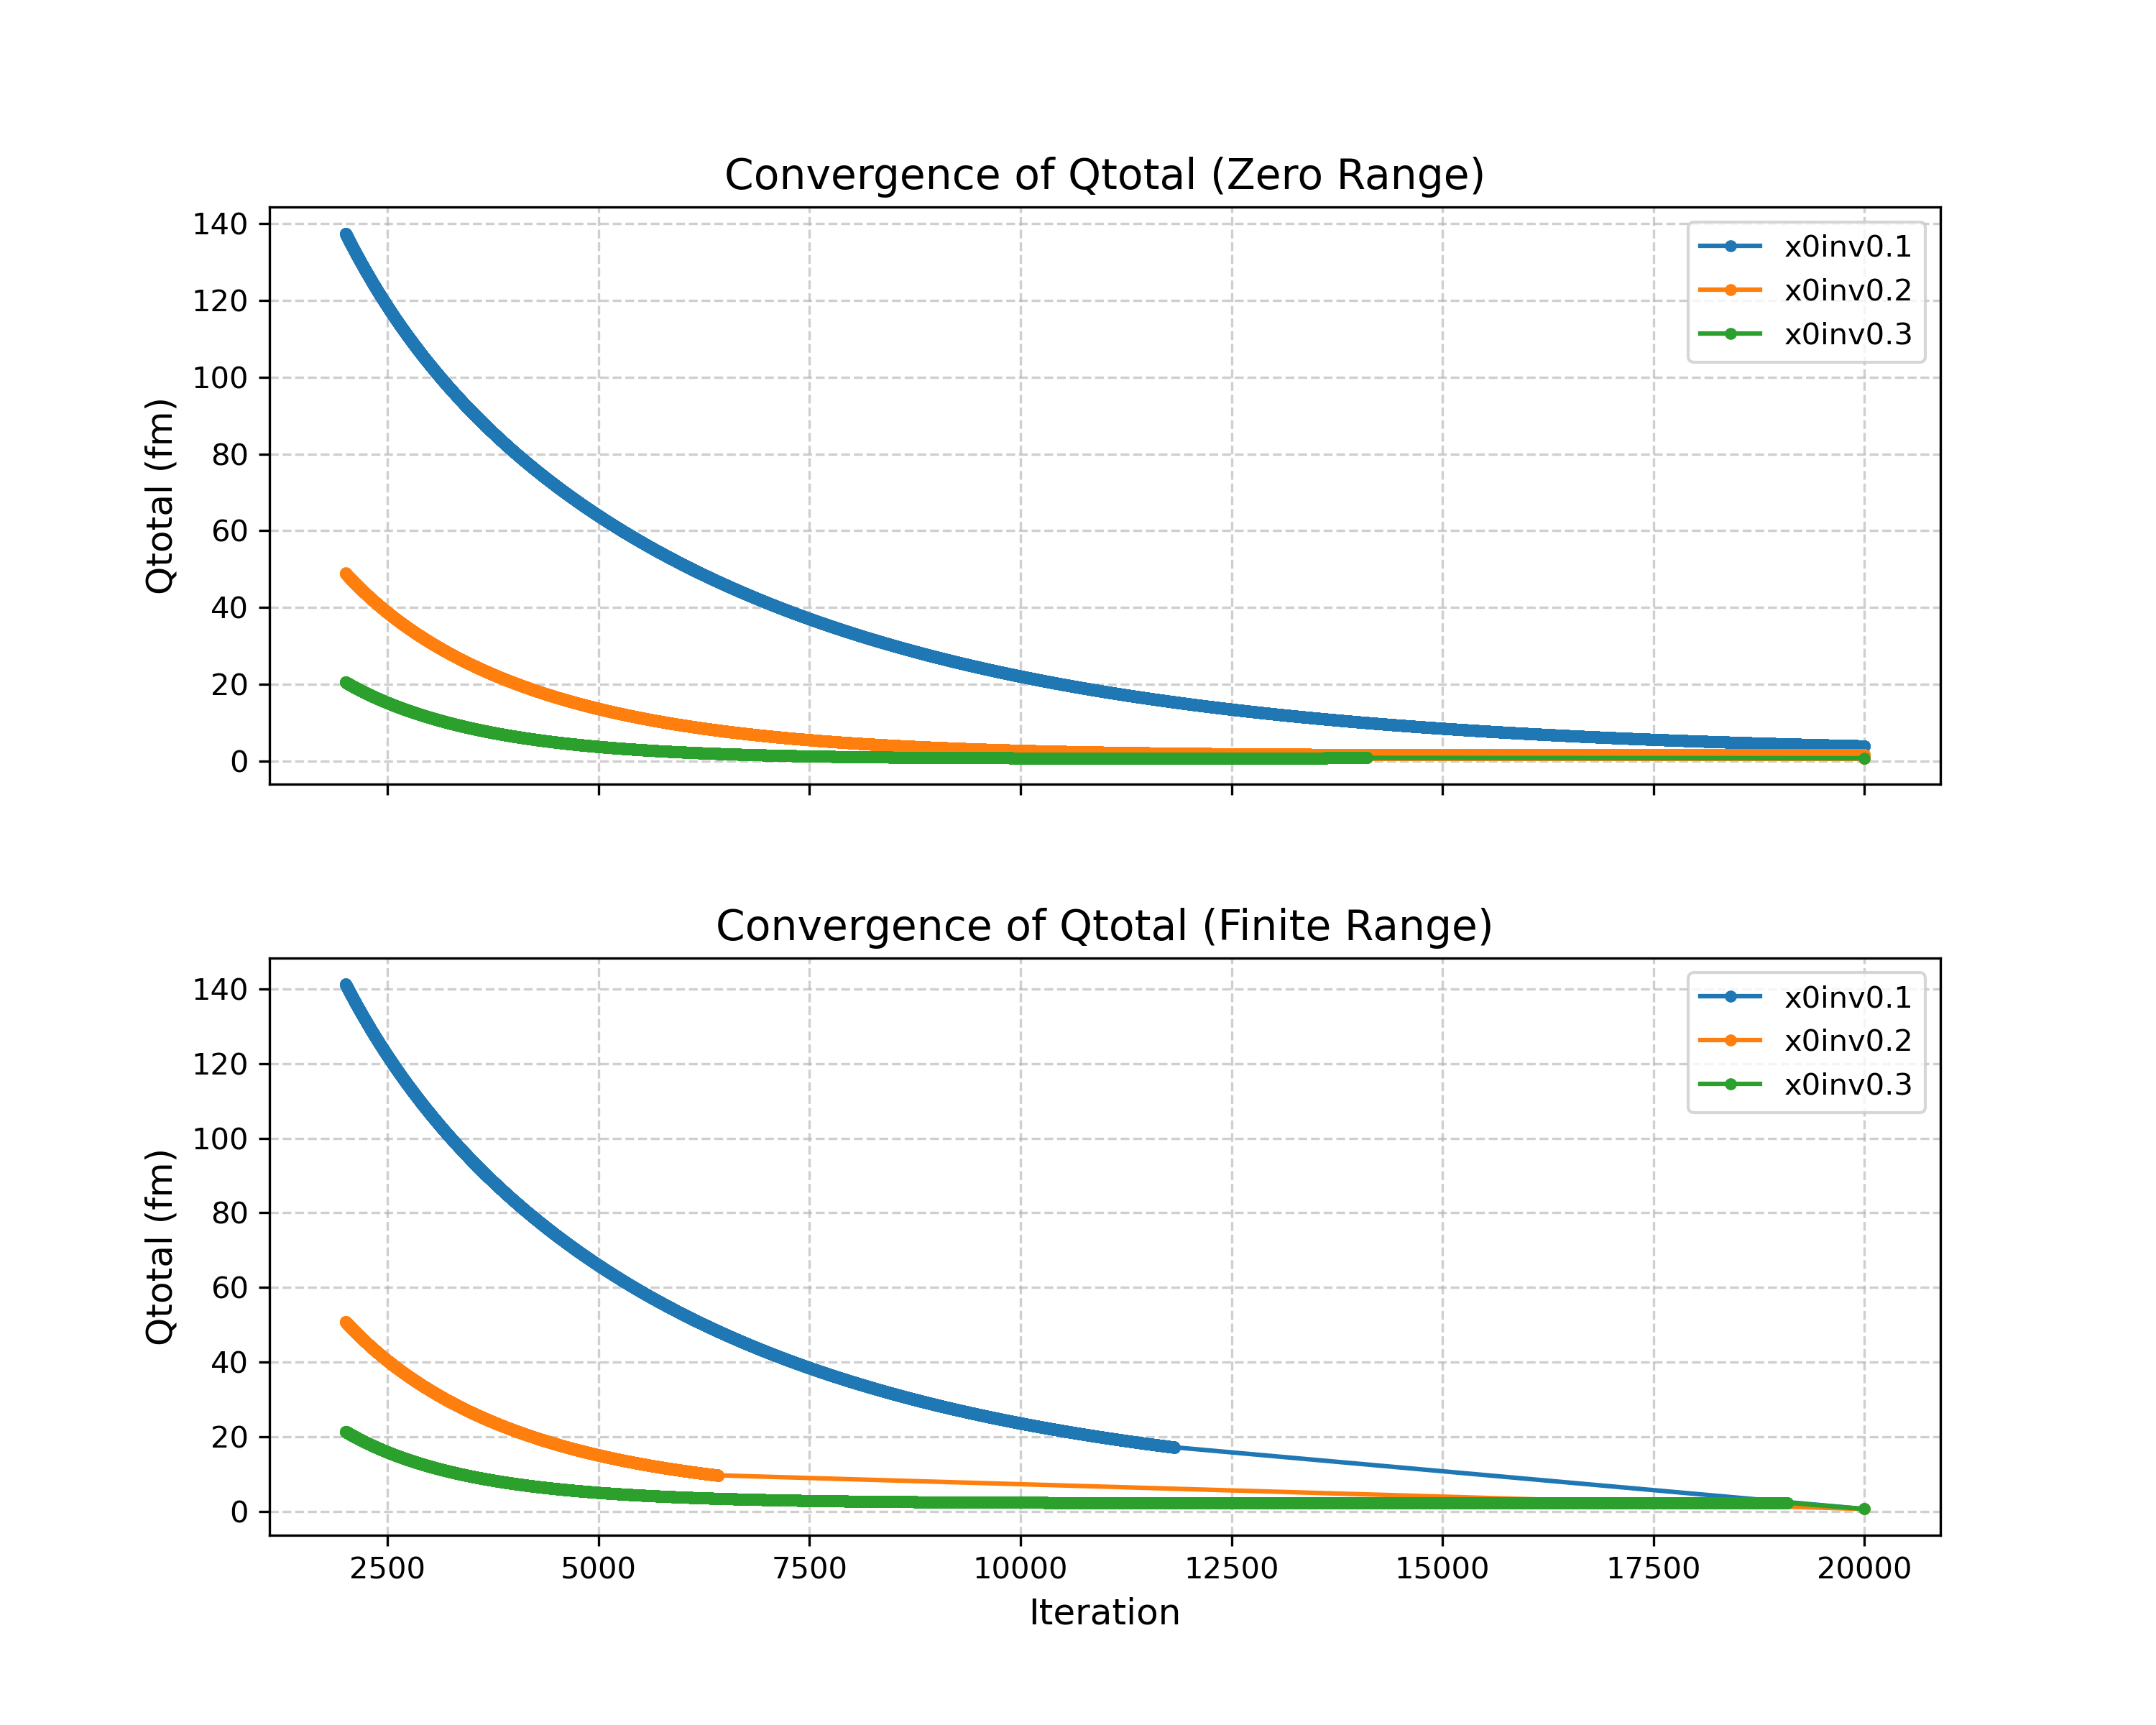 Convergence of Qtotal (Zero Range)
140
120
100
80
60
40
20
0
Qtotal (fm)
x0inv0.1
x0inv0.2
x0inv0.3
Convergence of Qtotal (Finite Range)
140
120
100
80
60
40
20
0
Qtotal (fm)
x0inv0.1
x0inv0.2
x0inv0.3
2500 5000 7500 10000 12500 15000 17500 20000
Iteration